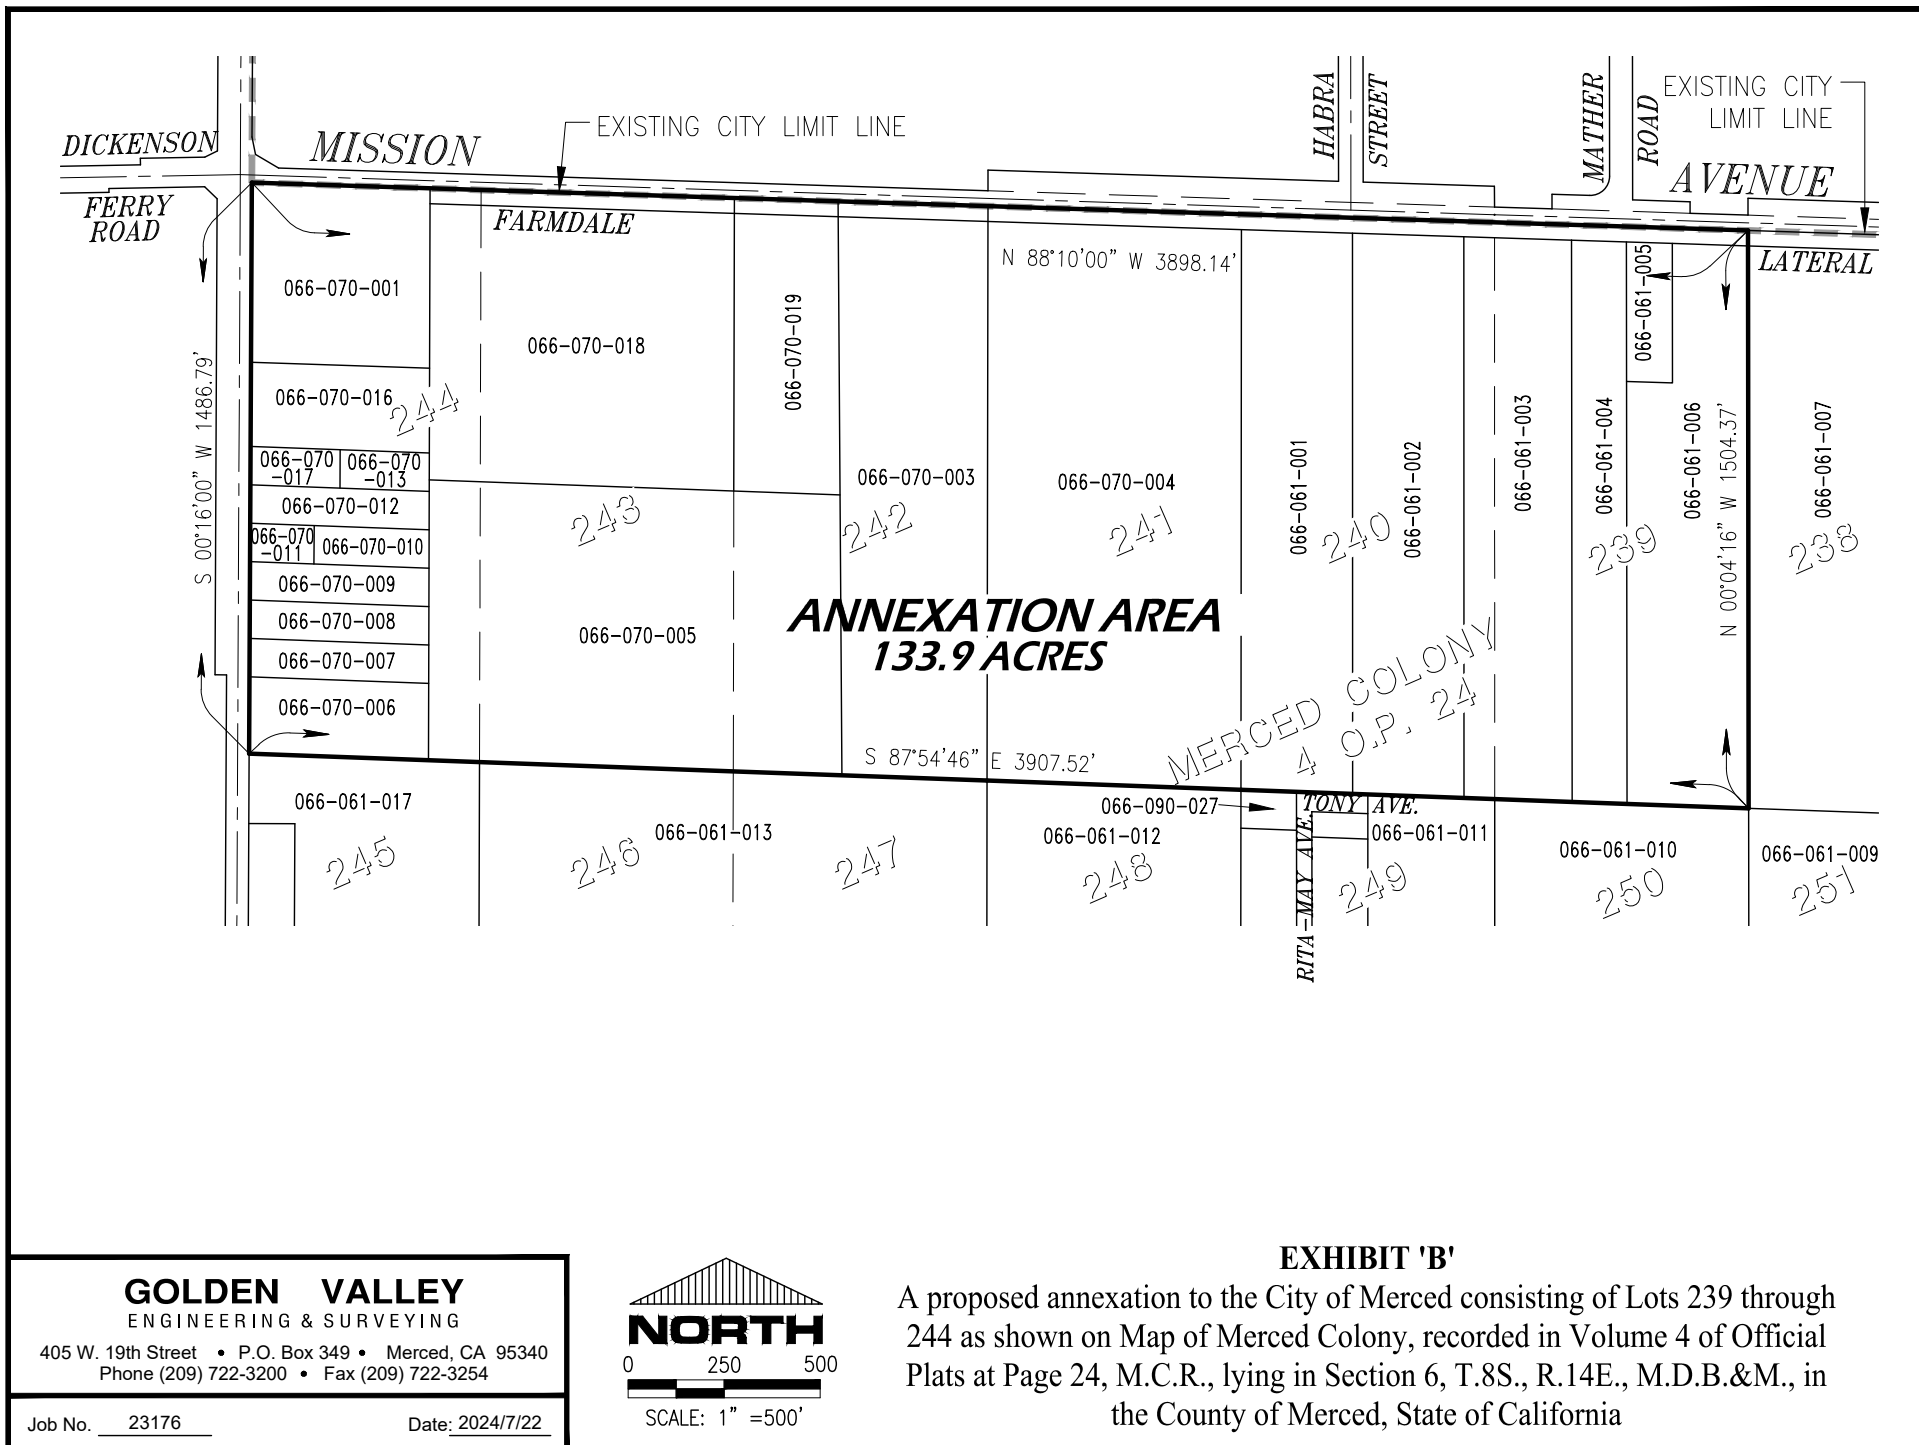 EXISTING CITY LIMIT LINE
EXISTING CITY
LIMIT LINE
HABRA
STREET
MATHER
ROAD
DICKENSON
FERRY
ROAD
MISSION
AVENUE
FARMDALE
LATERAL
N 88°10'00" W 3898.14'
S 00°16'00" W 1486.79'
N 00°04'16" W 1504.37'
S 87°54'46" E 3907.52'
066-070-001
066-070-016
066-070
-017
066-070
-013
066-070-012
066-070
-011
066-070-010
066-070-009
066-070-008
066-070-007
066-070-006
066-070-018
066-070-019
066-070-005
066-070-003
066-070-004
066-061-001
066-061-002
066-061-003
066-061-004
066-061-005
066-061-006
066-061-007
244
243
242
241
240
239
238
ANNEXATION AREA
133.9 ACRES
MERCED COLONY
4 O.P. 24
066-061-017
066-061-013
066-090-027
066-061-012
TONY AVE.
RITA-MAY AVE.
066-061-011
066-061-010
066-061-009
245
246
247
248
249
250
251
GOLDEN VALLEY
ENGINEERING & SURVEYING
405 W. 19th Street • P.O. Box 349 • Merced, CA 95340
Phone (209) 722-3200 • Fax (209) 722-3254
Job No. 23176
Date: 2024/7/22
NORTH
0 250 500
SCALE: 1" =500'
EXHIBIT 'B'
A proposed annexation to the City of Merced consisting of Lots 239 through
244 as shown on Map of Merced Colony, recorded in Volume 4 of Official
Plats at Page 24, M.C.R., lying in Section 6, T.8S., R.14E., M.D.B.&M., in
the County of Merced, State of California